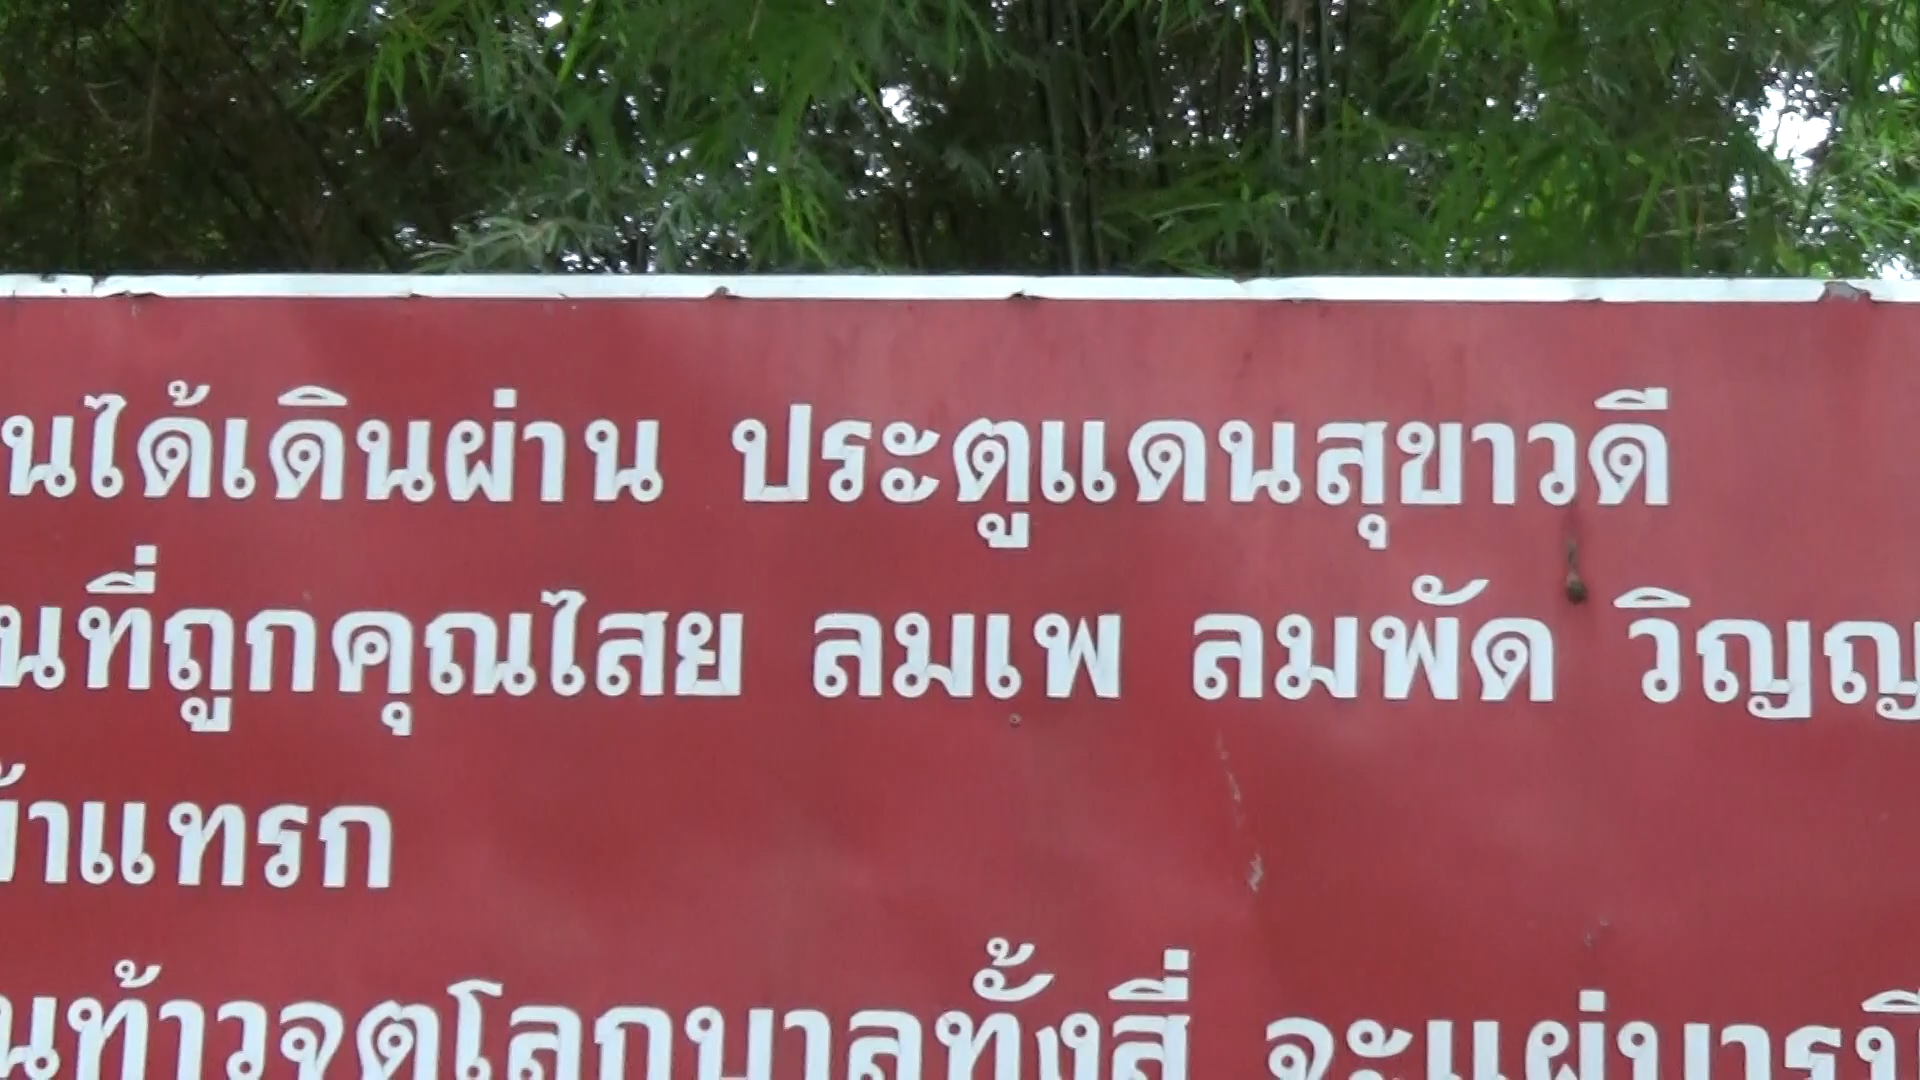 นได้เดินผ่าน ประตูแดนสุขาวดี
นที่ถูกคุณไสย ลมเพ ลมพัด วิญญ
้าแทรก
นท้าวจตุโลกบาลทั้งสี่ จะแผ่บารมี